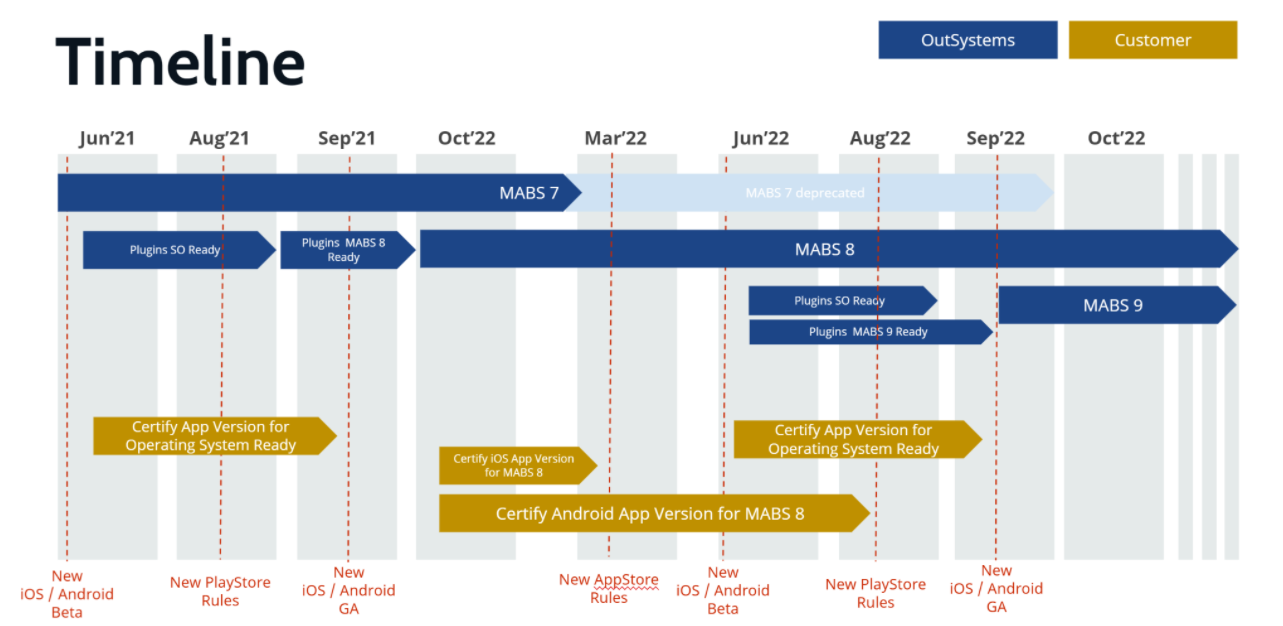 Timeline
OutSystems
Customer
Jun’21
Aug’21
Sep’21
Oct’22
Mar’22
Jun’22
Aug’22
Sep’22
Oct’22
MABS 7
MABS 7 deprecated
Plugins SO Ready
Plugins MABS 8
Ready
MABS 8
Plugins SO Ready
MABS 9
Plugins MABS 9 Ready
Certify App Version for
Operating System Ready
Certify App Version for
Operating System Ready
Certify iOS App Version
for MABS 8
Certify Android App Version for MABS 8
New
iOS / Android
Beta
New PlayStore
Rules
New
iOS / Android
GA
New AppStore
Rules
New
iOS / Android
Beta
New PlayStore
Rules
New
iOS / Android
GA